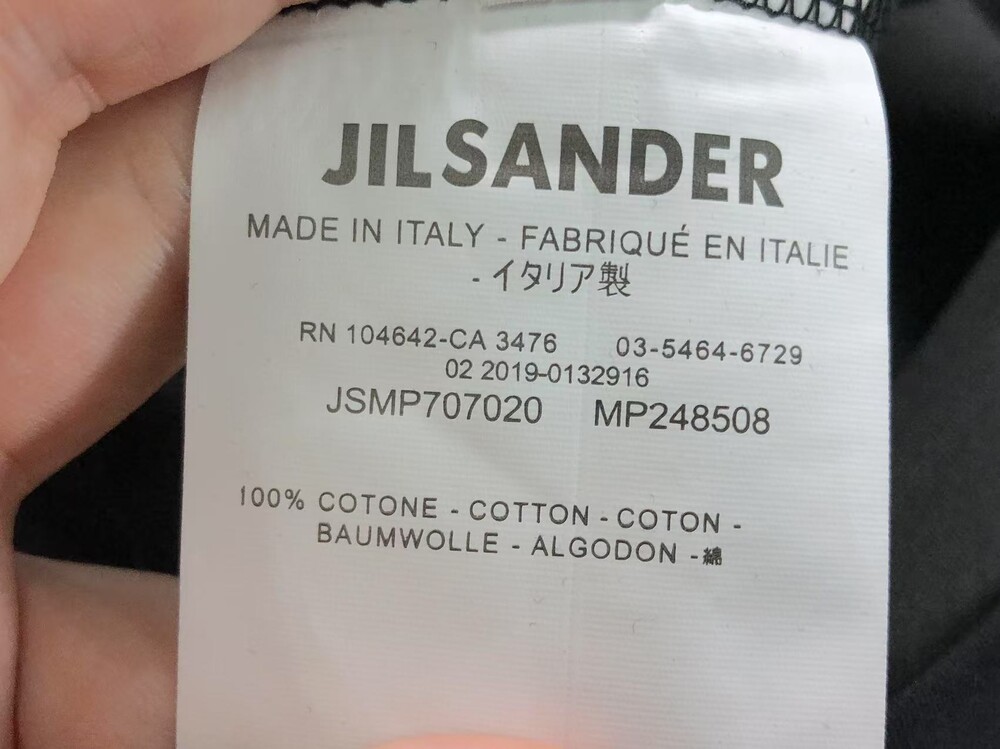 JILSANDER
MADE IN ITALY - FABRIQUÉ EN ITALIE
- イタリア製
RN 104642-CA 3476 03-5464-6729
02 2019-0132916
JSMP707020 MP248508
100% COTONE - COTTON - COTON -
BAUMWOLLE - ALGODON -綿